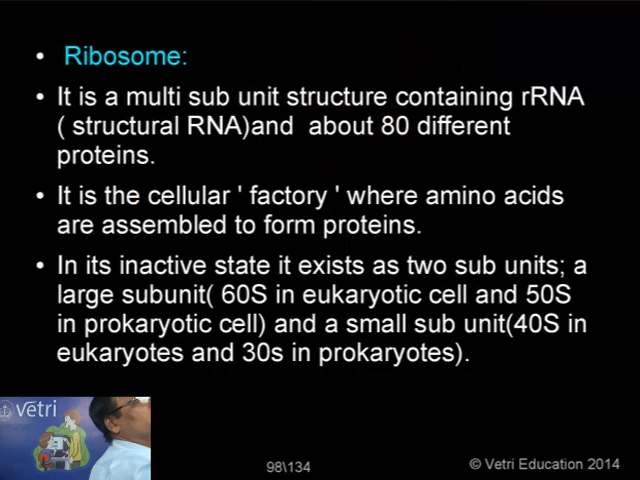 • Ribosome:
• It is a multi sub unit structure containing rRNA
( structural RNA)and about 80 different
proteins.
• It is the cellular ' factory ' where amino acids
are assembled to form proteins.
• In its inactive state it exists as two sub units; a
large subunit( 60S in eukaryotic cell and 50S
in prokaryotic cell) and a small sub unit(40S in
eukaryotes and 30s in prokaryotes).
vetri
98\134
© Vetri Education 2014